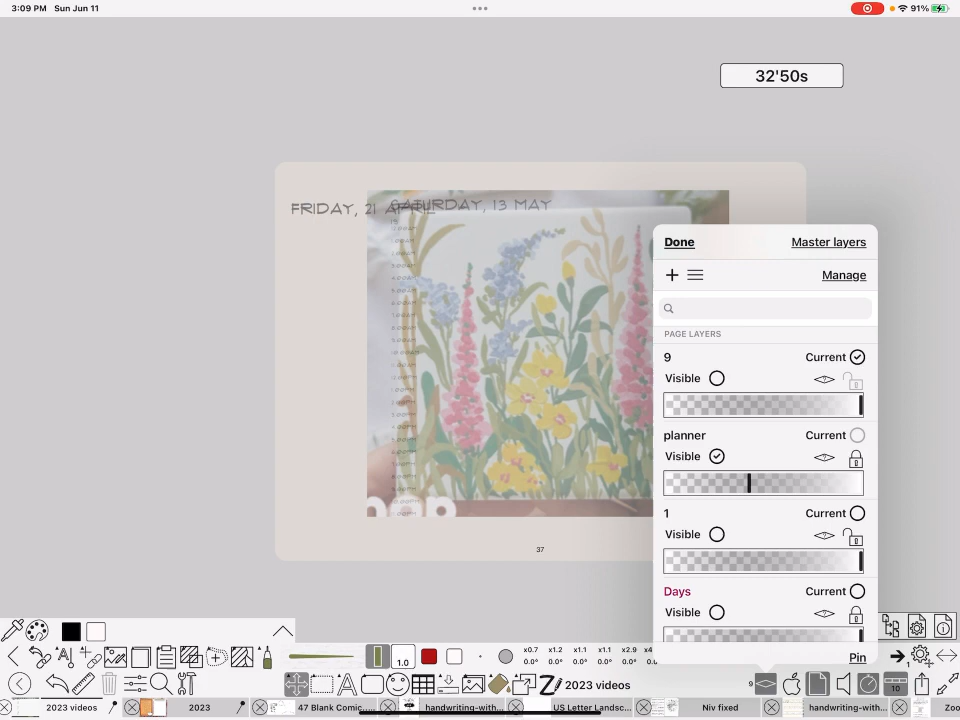 3:09 PM Sun Jun 11
91%
32'50s
FRIDAY, 21 APRIL
SATURDAY, 13 MAY
Done Master layers
Manage
PAGE LAYERS
9 Current
Visible
planner Current
Visible
1 Current
Visible
Days Current
Visible
Pin
37
1.0
x0.7 x1.2 x1.1 x1.1 x2.9 x4
0.0° 0.0° 0.0° 0.0° 0.0° 0.
2023 videos
9
10
1
2023 videos
2023
47 Blank Comic....
handwriting-with...
US Letter Landsc...
Niv fixed
handwriting-with...
Zoo